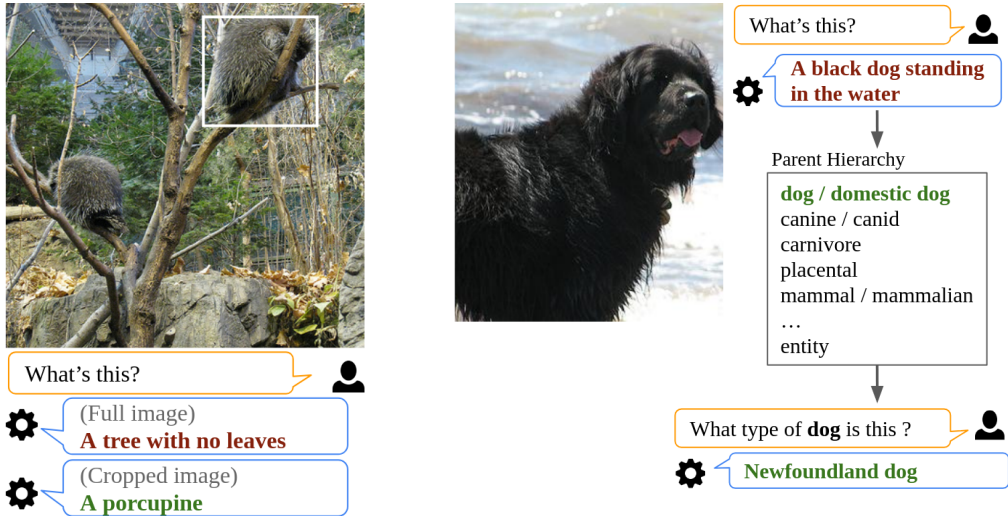 What's this?
(Full image)
A tree with no leaves
(Cropped image)
A porcupine
What's this?
A black dog standing
in the water
Parent Hierarchy
dog / domestic dog
canine / canid
carnivore
placental
mammal / mammalian
…
entity
What type of dog is this ?
Newfoundland dog